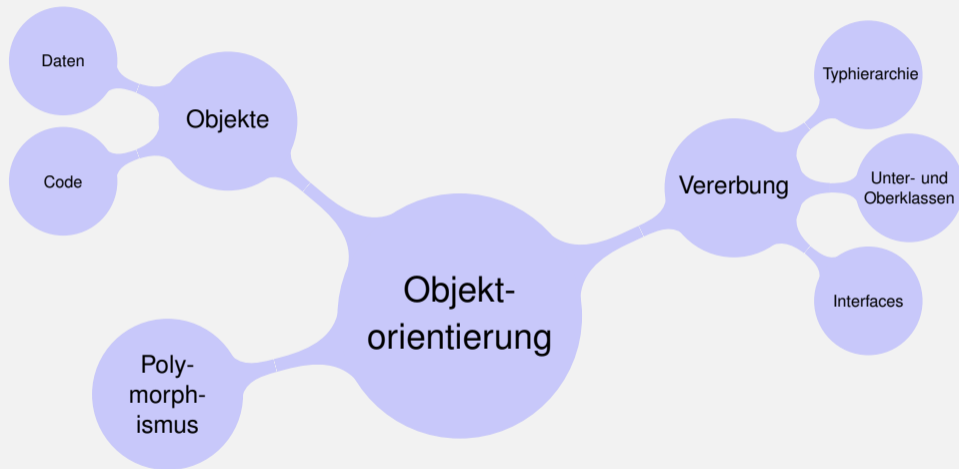 Daten
Objekte
Code
Typhierarchie
Vererbung
Unter- und
Oberklassen
Interfaces
Objekt-
orientierung
Poly-
morph-
ismus